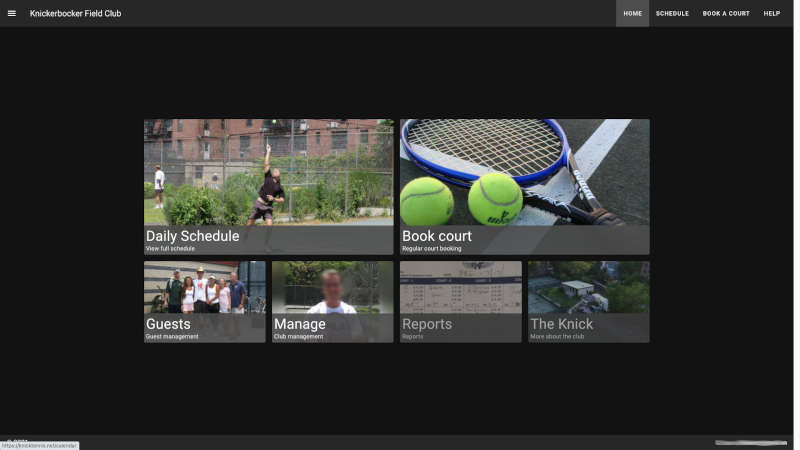 Knickerbocker Field Club
HOME
SCHEDULE
BOOK A COURT
HELP
Daily Schedule
View full schedule
Book court
Regular court booking
Guests
Guest management
Manage
Club management
Reports
Reports
The Knick
More about the club
https://knicktennis.net/calendar